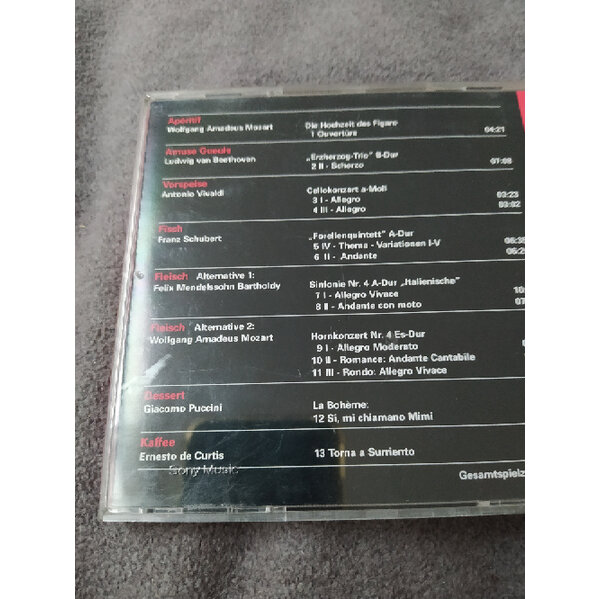 Aperitif
Wolfgang Amadeus Mozart Die Hochzeit des Figaro
1 Ouvertüre 04:21
Amuse Gueule
Ludwig van Beethoven „Erzherzog-Trio" B-Dur
2 II - Scherzo 07:08
Vorspeise
Antonio Vivaldi Cellokonzert a-Moll
3 I - Allegro 03:23
4 III - Allegro 03:02
Fisch
Franz Schubert „Forellenquintett" A-Dur
5 IV - Thema - Variationen I-V
6 II - Andante
Fleisch Alternative 1:
Felix Mendelssohn Bartholdy Sinfonie Nr. 4 A-Dur „Italienische"
7 I - Allegro Vivace
8 II - Andante con moto
Fleisch Alternative 2:
Wolfgang Amadeus Mozart Hornkonzert Nr. 4 Es-Dur
9 I - Allegro Moderato
10 II - Romance: Andante Cantabile
11 III - Rondo: Allegro Vivace
Dessert
Giacomo Puccini La Bohème:
12 Si, mi chiamano Mimi
Kaffee
Ernesto de Curtis 13 Torna a Surriento
Sony Music